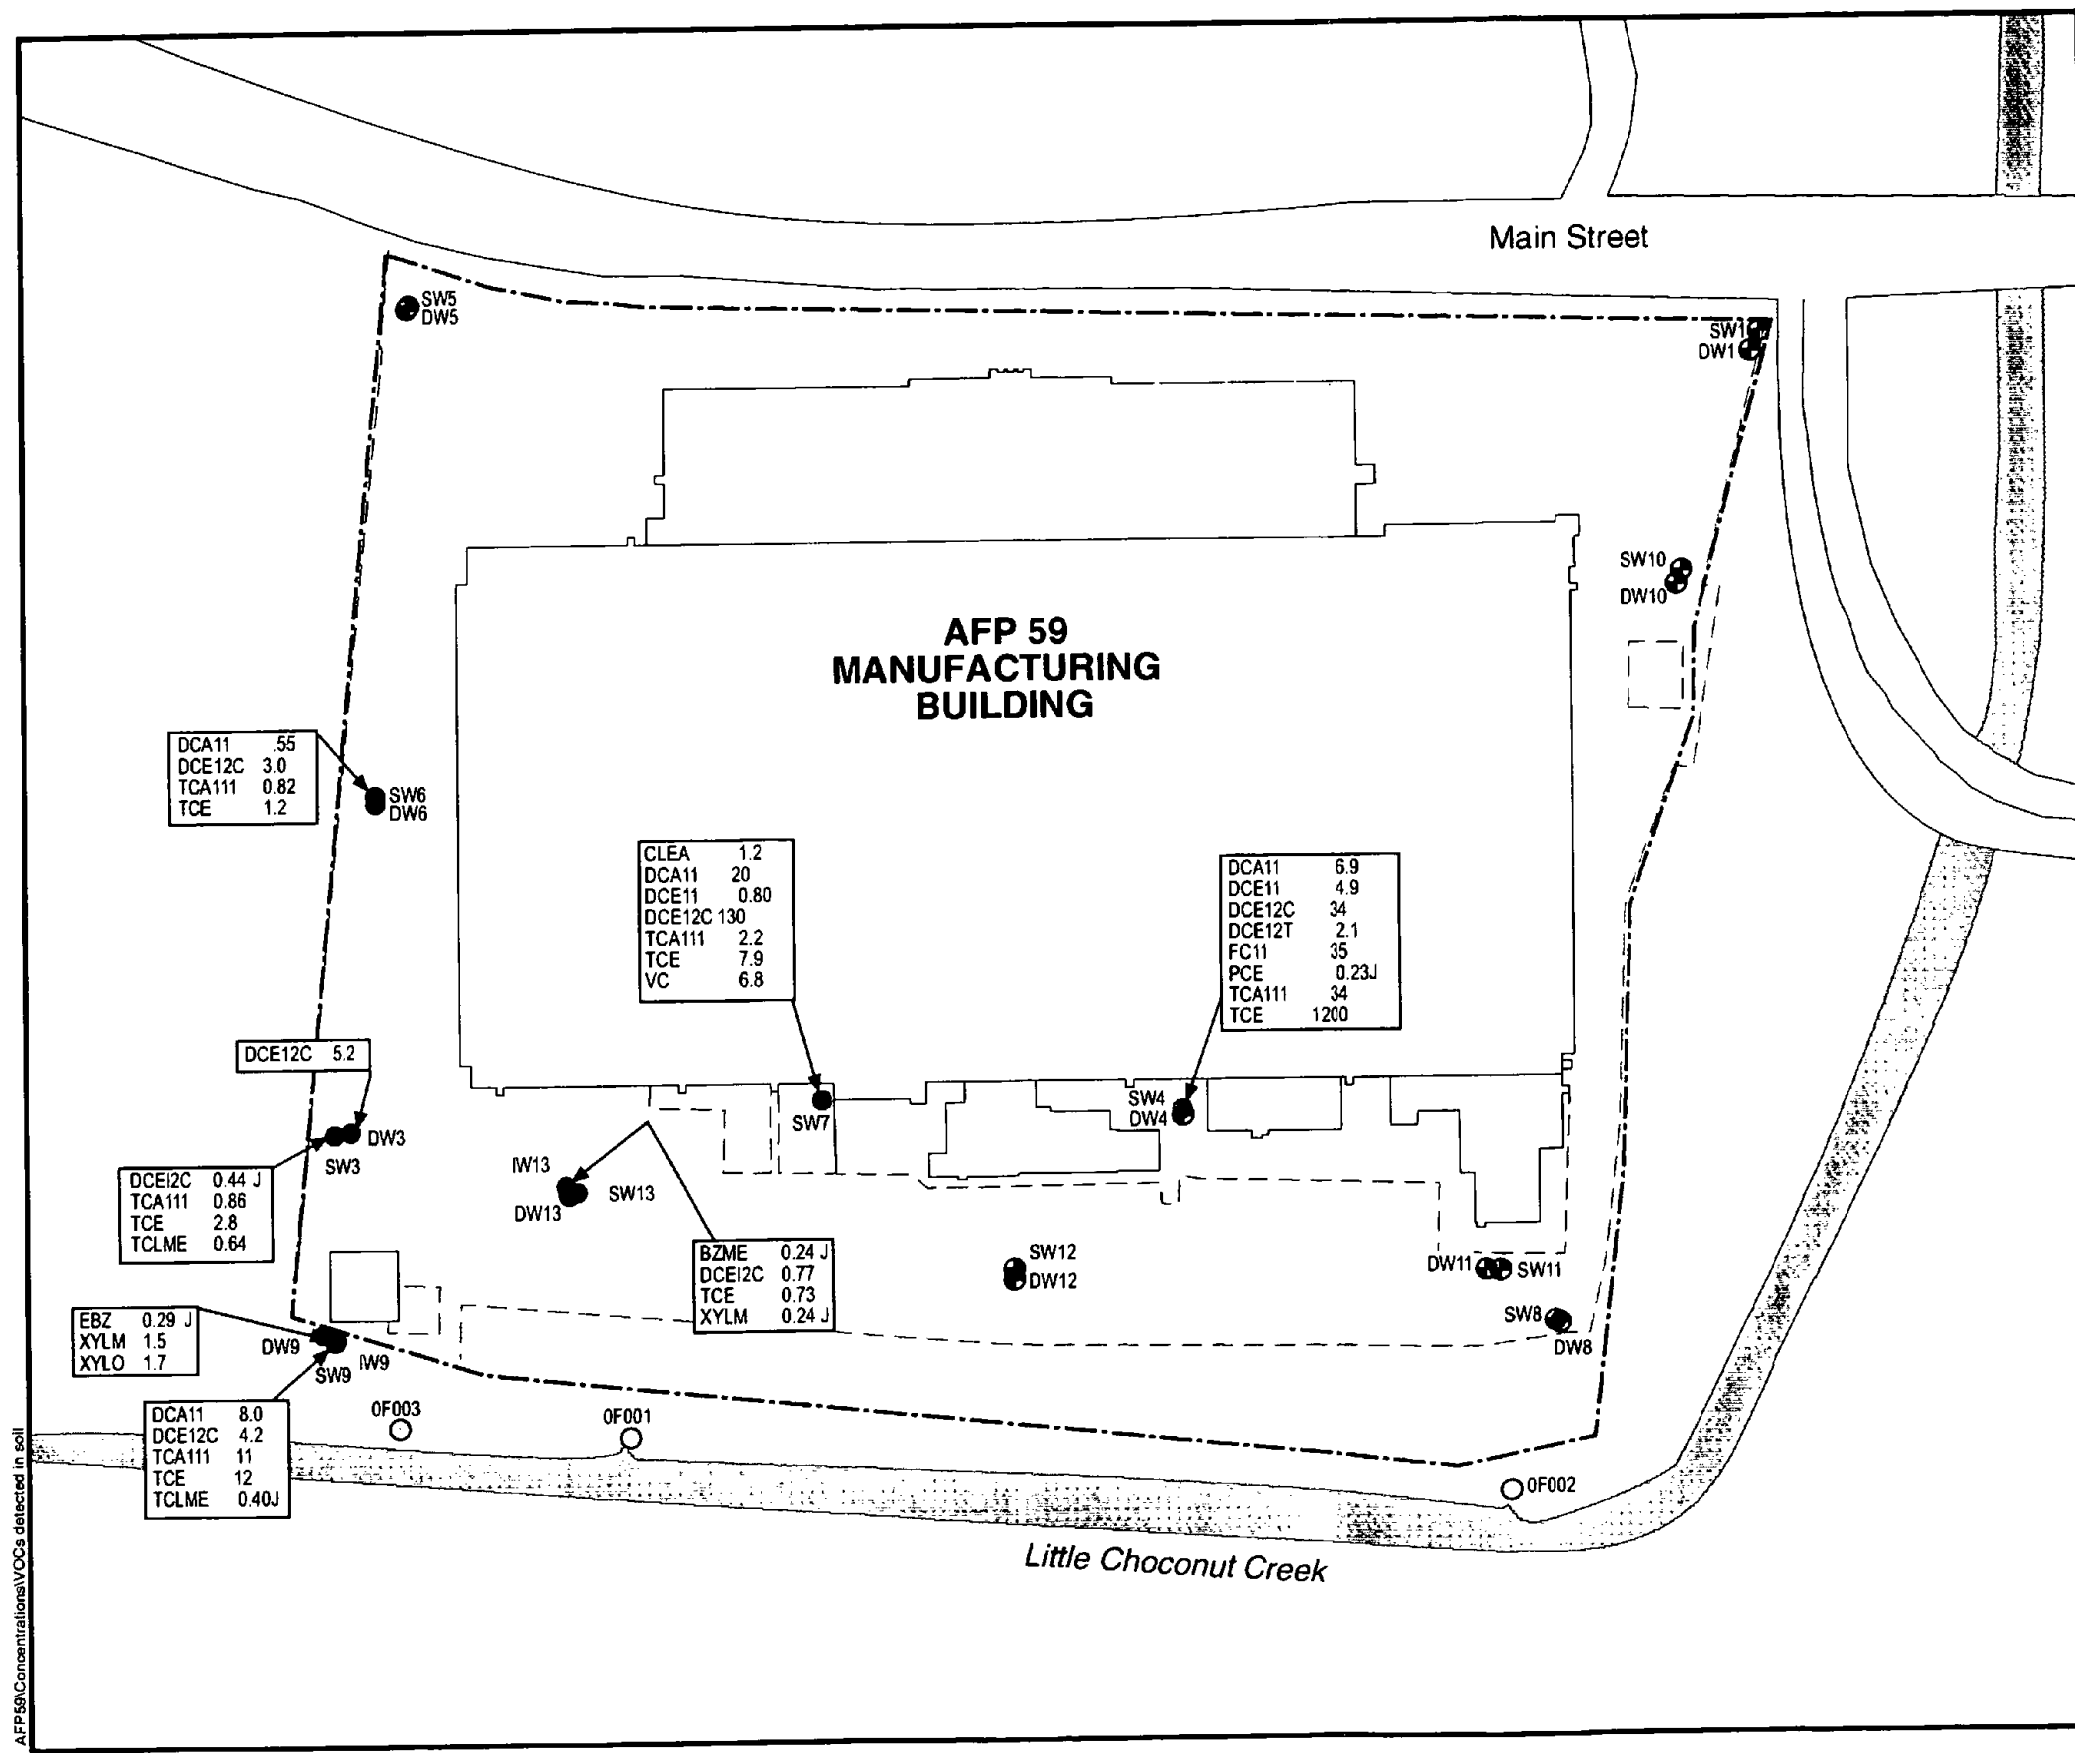 Main Street
SW5
DW5
SW1
DW1
SW10
DW10
AFP 59
MANUFACTURING
BUILDING
DCA11 .55
DCE12C 3.0
TCA111 0.82
TCE 1.2
SW6
DW6
CLEA 1.2
DCA11 20
DCE11 0.80
DCE12C 130
TCA111 2.2
TCE 7.9
VC 6.8
DCA11 6.9
DCE11 4.9
DCE12C 34
DCE12T 2.1
FC11 35
PCE 0.23J
TCA111 34
TCE 1200
DCE12C 5.2
SW7
SW4
DW4
DW3
SW3
DCEI2C 0.44 J
TCA111 0.86
TCE 2.8
TCLME 0.64
IW13
SW13
DW13
BZME 0.24 J
DCEI2C 0.77
TCE 0.73
XYLM 0.24 J
SW12
DW12
DW11
SW11
SW8
DW8
EBZ 0.29 J
XYLM 1.5
XYLO 1.7
DW9
IW9
SW9
DCA11 8.0
DCE12C 4.2
TCA111 11
TCE 12
TCLME 0.40J
0F003
0F001
0F002
Little Choconut Creek
AFP59\Concentrations\VOCs detected in soil